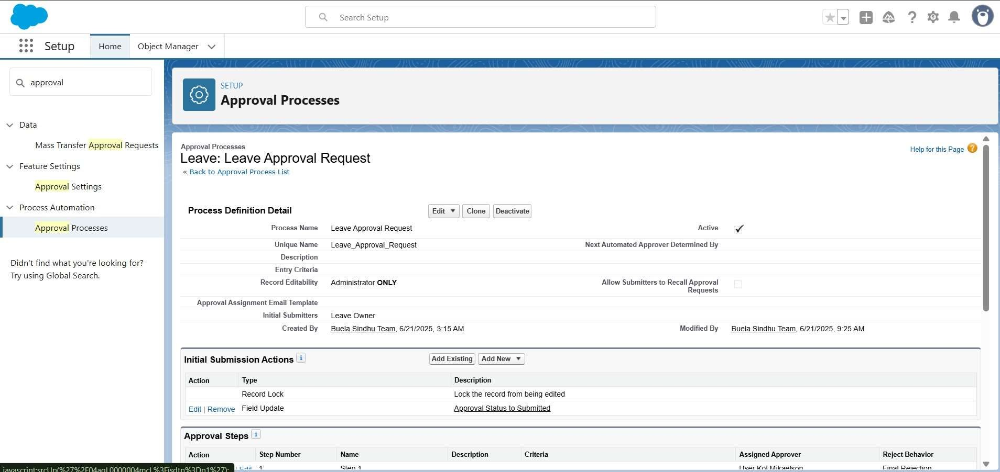 Search Setup
Setup
Home
Object Manager
approval
Data
Mass Transfer Approval Requests
Feature Settings
Approval Settings
Process Automation
Approval Processes
Didn't find what you're looking for?
Try using Global Search.
SETUP
Approval Processes
Approval Processes
Leave: Leave Approval Request
« Back to Approval Process List
Help for this Page ?
Process Definition Detail
Edit
Clone
Deactivate
Process Name Leave Approval Request Active
Unique Name Leave_Approval_Request Next Automated Approver Determined By
Description
Entry Criteria
Record Editability Administrator ONLY Allow Submitters to Recall Approval
Requests
Approval Assignment Email Template
Initial Submitters Leave Owner
Created By Buela Sindhu Team, 6/21/2025, 3:15 AM Modified By Buela Sindhu Team, 6/21/2025, 9:25 AM
Initial Submission Actions i Add Existing Add New
Action Type Description
Record Lock Lock the record from being edited
Edit | Remove Field Update Approval Status to Submitted
Approval Steps i
Action Step Number Name Description Criteria Assigned Approver Reject Behavior
| Edit 1 Step 1 User:Kol Mikaelson Final Rejection